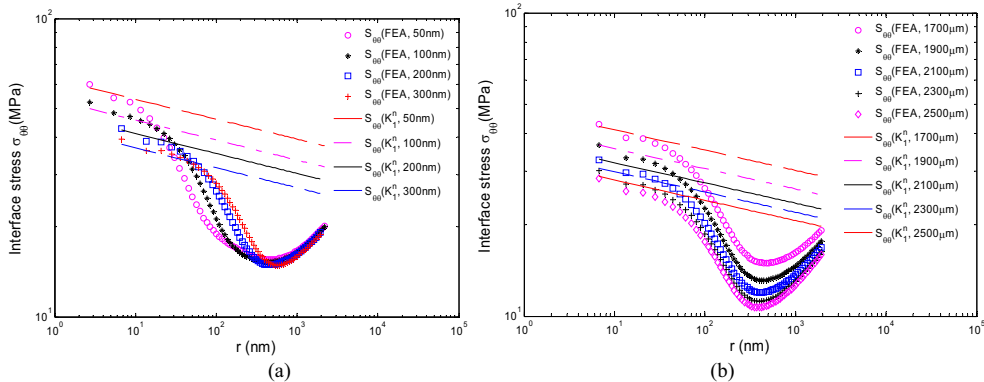 (a)
10²
Interface stress σθθ(MPa)
10¹
10⁰ 10¹ 10² 10³ 10⁴ 10⁵
r (nm)
Sθθ(FEA, 50nm)
Sθθ(FEA, 100nm)
Sθθ(FEA, 200nm)
Sθθ(FEA, 300nm)
Sθθ(K₁ⁿ, 50nm)
Sθθ(K₁ⁿ, 100nm)
Sθθ(K₁ⁿ, 200nm)
Sθθ(K₁ⁿ, 300nm)
(a)
(b)
10²
Interface stress σθθ(MPa)
10¹
10⁰ 10¹ 10² 10³ 10⁴ 10⁵
r (nm)
Sθθ(FEA, 1700μm)
Sθθ(FEA, 1900μm)
Sθθ(FEA, 2100μm)
Sθθ(FEA, 2300μm)
Sθθ(FEA, 2500μm)
Sθθ(K₁ⁿ, 1700μm)
Sθθ(K₁ⁿ, 1900μm)
Sθθ(K₁ⁿ, 2100μm)
Sθθ(K₁ⁿ, 2300μm)
Sθθ(K₁ⁿ, 2500μm)
(b)